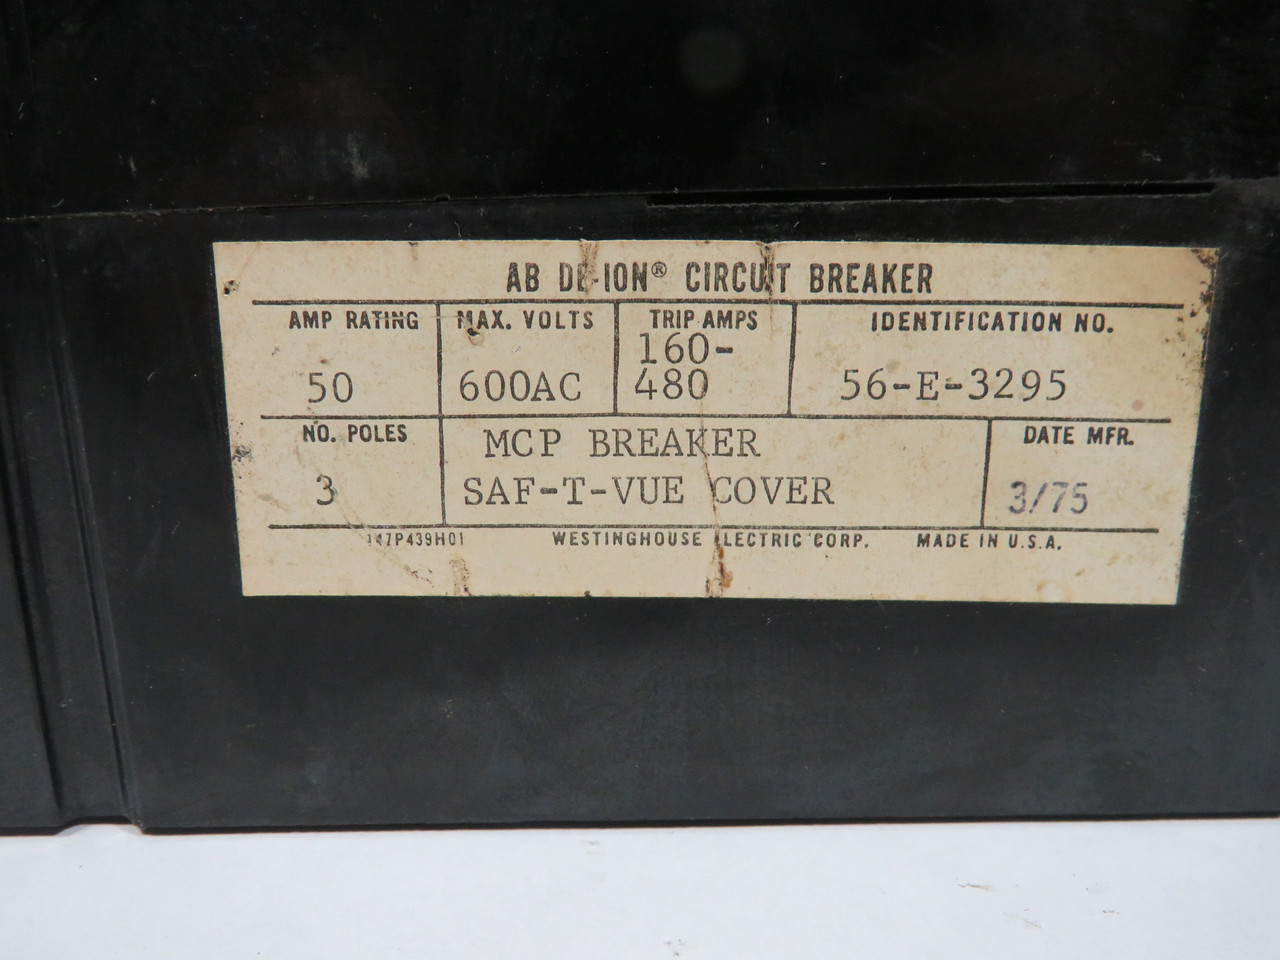 AB DE-ION® CIRCUIT BREAKER
AMP RATING MAX. VOLTS TRIP AMPS IDENTIFICATION NO.
160-
50 600AC 480 56-E-3295
NO. POLES MCP BREAKER DATE MFR.
3 SAF-T-VUE COVER 3/75
WESTINGHOUSE ELECTRIC CORP. MADE IN U.S.A.